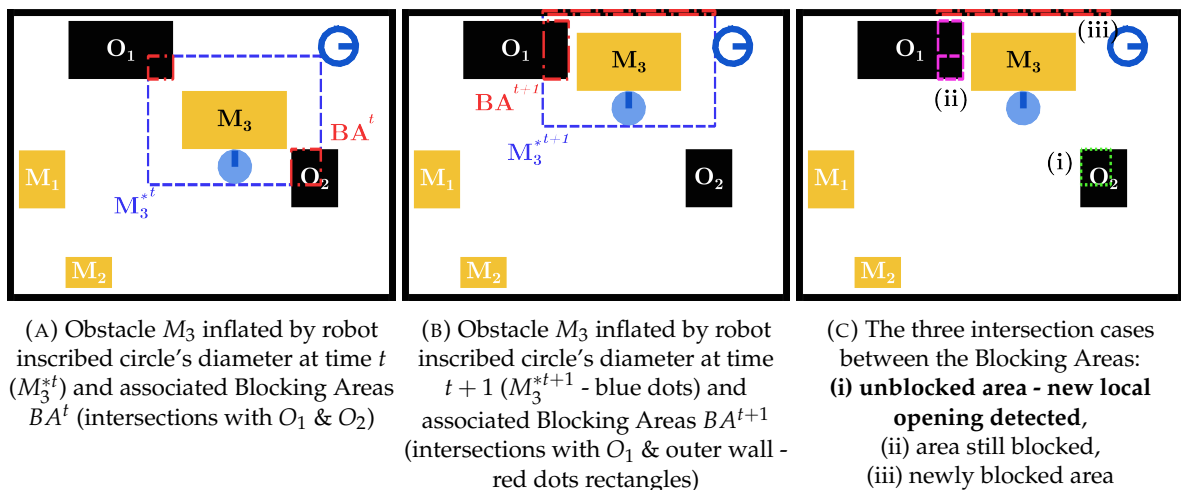 O₁
M₃
BAᵗ
M₁
O₂
M₃*ᵗ
M₂
(A) Obstacle M₃ inflated by robot
inscribed circle’s diameter at time t
(M₃*ᵗ) and associated Blocking Areas
BAᵗ (intersections with O₁ & O₂)
O₁
M₃
BAᵗ⁺¹
M₃*ᵗ⁺¹
M₁
O₂
M₂
(B) Obstacle M₃ inflated by robot
inscribed circle’s diameter at time
t + 1 (M₃*ᵗ⁺¹ - blue dots) and
associated Blocking Areas BAᵗ⁺¹
(intersections with O₁ & outer wall -
red dots rectangles)
(iii)
O₁
M₃
(ii)
(i)
M₁
O₂
M₂
(C) The three intersection cases
between the Blocking Areas:
(i) unblocked area - new local
opening detected,
(ii) area still blocked,
(iii) newly blocked area